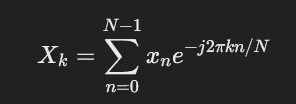 X_k = \sum_{n=0}^{N-1} x_n e^{-j2\pi kn/N}